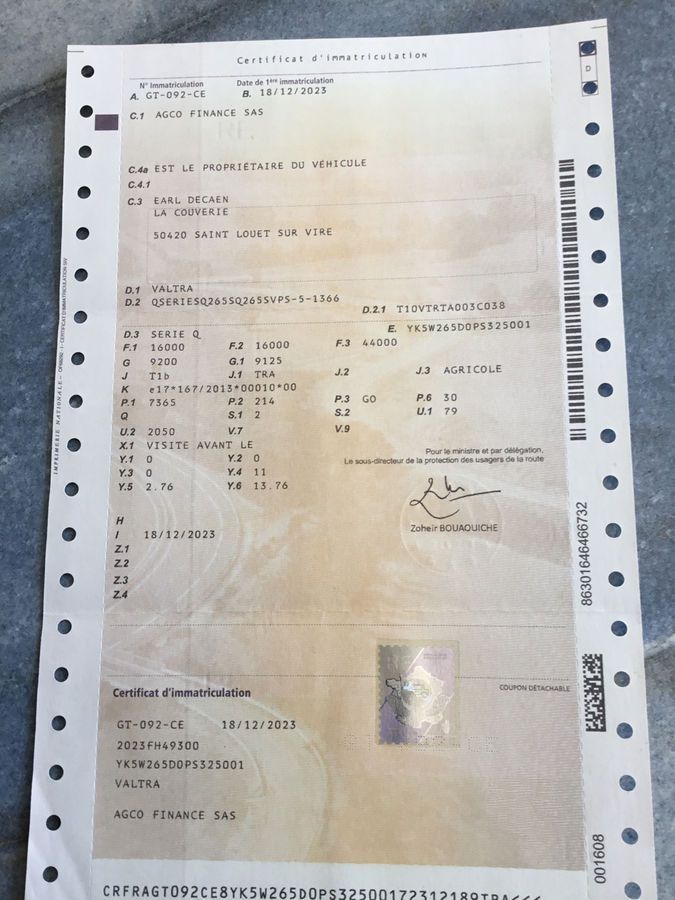 Certificat d'immatriculation
N° Immatriculation Date de 1ère immatriculation
A. GT-092-CE B. 18/12/2023
C.1 AGCO FINANCE SAS
C.4a EST LE PROPRIÉTAIRE DU VÉHICULE
C.4.1
C.3 EARL DECAEN
LA COUVERIE
50420 SAINT LOUET SUR VIRE
D.1 VALTRA
D.2 QSERIESQ265SQ265SVPS-5-1366 D.2.1 T10VTRTA003C038
D.3 SERIE Q E. YK5W265D0PS325001
F.1 16000 F.2 16000 F.3 44000
G 9200 G.1 9125
J T1b J.1 TRA J.2 J.3 AGRICOLE
K e17*167/2013*00010*00
P.1 7365 P.2 214 P.3 GO P.6 30
Q S.1 2 S.2 U.1 79
U.2 2050 V.7 V.9
X.1 VISITE AVANT LE
Y.1 0 Y.2 0
Y.3 0 Y.4 11
Y.5 2.76 Y.6 13.76
Pour le ministre et par délégation,
Le sous-directeur de la protection des usagers de la route
Zoheir BOUAOUICHE
H
I 18/12/2023
Z.1
Z.2
Z.3
Z.4
Certificat d'immatriculation COUPON DÉTACHABLE
GT-092-CE 18/12/2023
2023FH49300
YK5W265D0PS325001
VALTRA
AGCO FINANCE SAS
CRFRAGT092CE8YK5W265D0PS32500172312189TRA<<<
D
86301646466732
001608